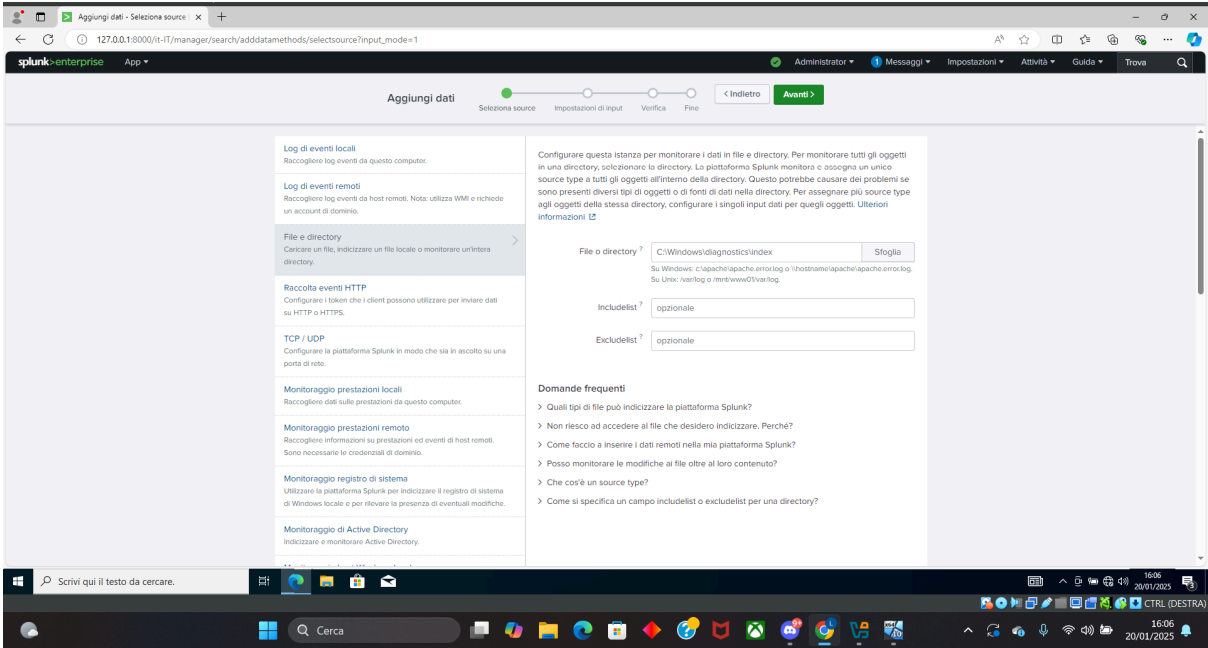 Aggiungi dati - Seleziona source
127.0.0.1:8000/it-IT/manager/search/adddatamethods/selectsource?input_mode=1
splunk>enterprise App Administrator 1 Messaggi Impostazioni Attività Guida Trova
Aggiungi dati
Seleziona source Impostazioni di input Verifica Fine
< Indietro Avanti >
Log di eventi locali
Raccogliere log eventi da questo computer.
Log di eventi remoti
Raccogliere log eventi da host remoti. Nota: utilizza WMI e richiede
un account di dominio.
File e directory
Caricare un file, indicizzare un file locale o monitorare un'intera
directory.
Raccolta eventi HTTP
Configurare i token che i client possono utilizzare per inviare dati
su HTTP o HTTPS.
TCP / UDP
Configurare la piattaforma Splunk in modo che sia in ascolto su una
porta di rete.
Monitoraggio prestazioni locali
Raccogliere dati sulle prestazioni da questo computer.
Monitoraggio prestazioni remoto
Raccogliere informazioni su prestazioni ed eventi di host remoti.
Sono necessarie le credenziali di dominio.
Monitoraggio registro di sistema
Utilizzare la piattaforma Splunk per indicizzare il registro di sistema
di Windows locale e per rilevare la presenza di eventuali modifiche.
Monitoraggio di Active Directory
Indicizzare e monitorare Active Directory.
Configurare questa istanza per monitorare i dati in file e directory. Per monitorare tutti gli oggetti
in una directory, selezionare la directory. La piattaforma Splunk monitora e assegna un unico
source type a tutti gli oggetti all'interno della directory. Questo potrebbe causare dei problemi se
sono presenti diversi tipi di oggetti o di fonti di dati nella directory. Per assegnare più source type
agli oggetti della stessa directory, configurare i singoli input dati per quegli oggetti. Ulteriori
informazioni
File o directory ? C:\Windows\diagnostics\index Sfoglia
Su Windows: c:\apache\apache.error.log o \\hostname\apache\apache.error.log.
Su Unix: /var/log o /mnt/www01/var/log.
Includelist ? opzionale
Excludelist ? opzionale
Domande frequenti
> Quali tipi di file può indicizzare la piattaforma Splunk?
> Non riesco ad accedere al file che desidero indicizzare. Perché?
> Come faccio a inserire i dati remoti nella mia piattaforma Splunk?
> Posso monitorare le modifiche ai file oltre al loro contenuto?
> Che cos'è un source type?
> Come si specifica un campo includelist o excludelist per una directory?
Scrivi qui il testo da cercare.
16:06
20/01/2025
CTRL (DESTRA)
Cerca
16:06
20/01/2025